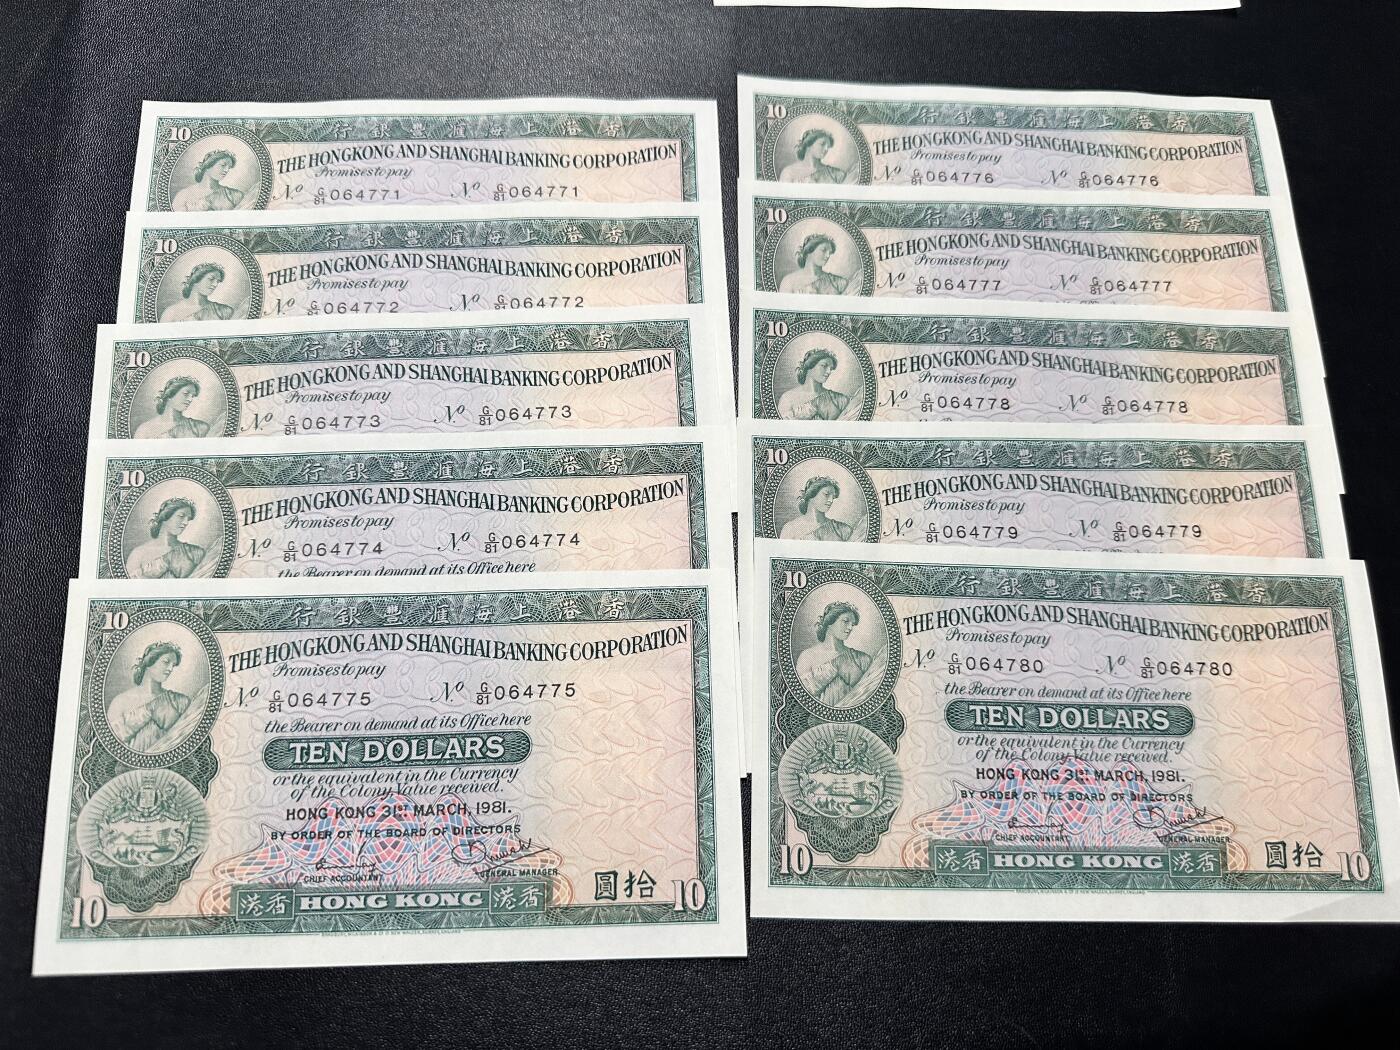 10
行銀豐滙海上港香
THE HONGKONG AND SHANGHAI BANKING CORPORATION
Promises to pay
No G/81 064771 No G/81 064771
10
行銀豐滙海上港香
THE HONGKONG AND SHANGHAI BANKING CORPORATION
Promises to pay
No G/81 064772 No G/81 064772
10
行銀豐滙海上港香
THE HONGKONG AND SHANGHAI BANKING CORPORATION
Promises to pay
No G/81 064773 No G/81 064773
10
行銀豐滙海上港香
THE HONGKONG AND SHANGHAI BANKING CORPORATION
Promises to pay
No G/81 064774 No G/81 064774
the Bearer on demand at its Office here
10
行銀豐滙海上港香
THE HONGKONG AND SHANGHAI BANKING CORPORATION
Promises to pay
No G/81 064775 No G/81 064775
the Bearer on demand at its Office here
TEN DOLLARS
or the equivalent in the Currency
of the Colony Value received.
HONG KONG 31ST MARCH, 1981.
BY ORDER OF THE BOARD OF DIRECTORS
CHIEF ACCOUNTANT GENERAL MANAGER
10 港香 HONG KONG 港香 圓拾 10
10
行銀豐滙海上港香
THE HONGKONG AND SHANGHAI BANKING CORPORATION
Promises to pay
No G/81 064776 No G/81 064776
10
行銀豐滙海上港香
THE HONGKONG AND SHANGHAI BANKING CORPORATION
Promises to pay
No G/81 064777 No G/81 064777
10
行銀豐滙海上港香
THE HONGKONG AND SHANGHAI BANKING CORPORATION
Promises to pay
No G/81 064778 No G/81 064778
10
行銀豐滙海上港香
THE HONGKONG AND SHANGHAI BANKING CORPORATION
Promises to pay
No G/81 064779 No G/81 064779
10
行銀豐滙海上港香
THE HONGKONG AND SHANGHAI BANKING CORPORATION
Promises to pay
No G/81 064780 No G/81 064780
the Bearer on demand at its Office here
TEN DOLLARS
or the equivalent in the Currency
of the Colony Value received.
HONG KONG 31ST MARCH, 1981.
BY ORDER OF THE BOARD OF DIRECTORS
CHIEF ACCOUNTANT GENERAL MANAGER
10 港香 HONG KONG 港香 圓拾 10